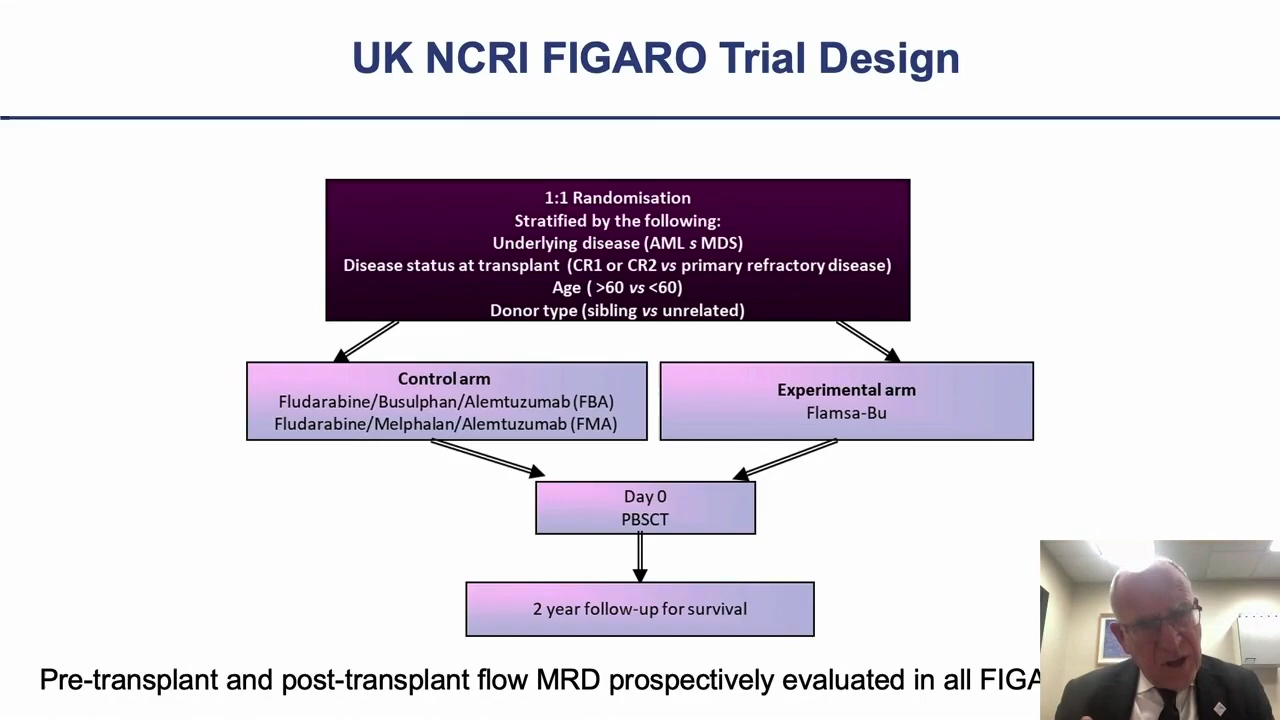 UK NCRI FIGARO Trial Design
1:1 Randomisation
Stratified by the following:
Underlying disease (AML s MDS)
Disease status at transplant (CR1 or CR2 vs primary refractory disease)
Age ( >60 vs <60)
Donor type (sibling vs unrelated)
Control arm
Fludarabine/Busulphan/Alemtuzumab (FBA)
Fludarabine/Melphalan/Alemtuzumab (FMA)
Experimental arm
Flamsa-Bu
Day 0
PBSCT
2 year follow-up for survival
Pre-transplant and post-transplant flow MRD prospectively evaluated in all